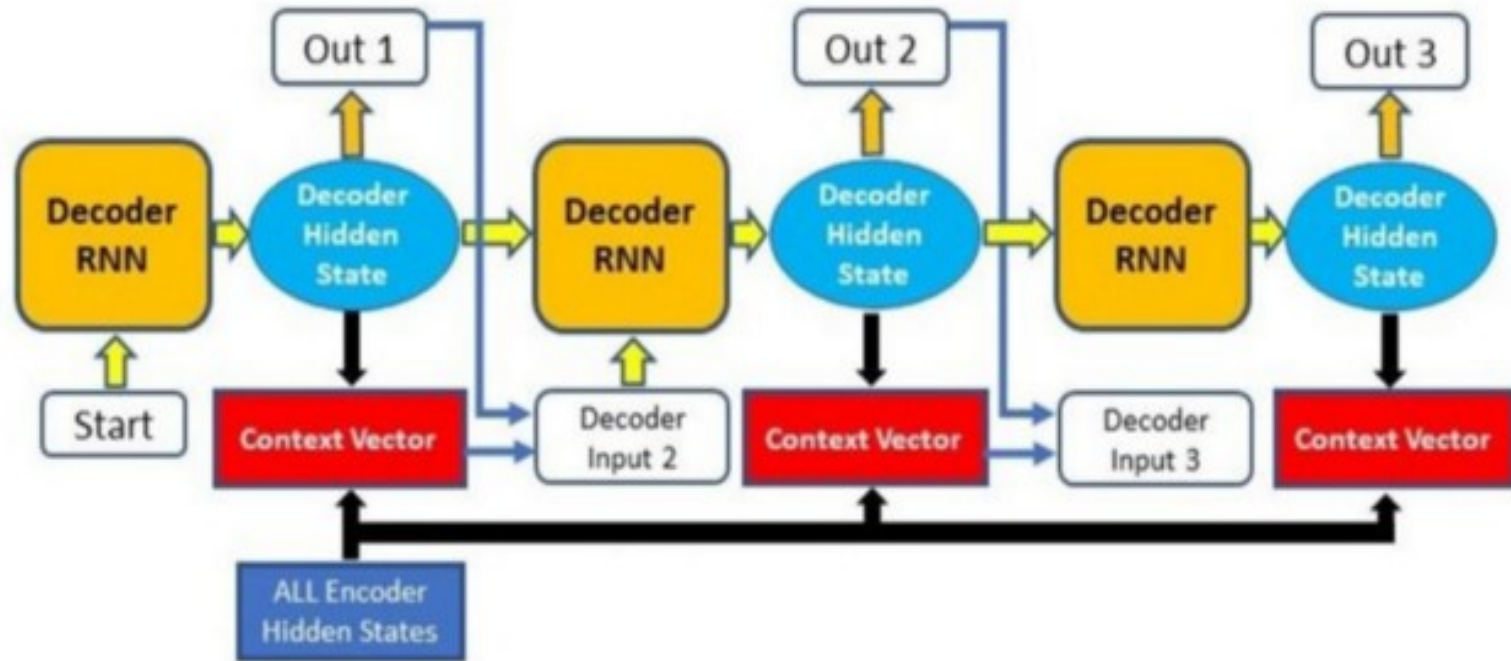 Out 1
Out 2
Out 3
Decoder
RNN
Decoder
Hidden
State
Decoder
RNN
Decoder
Hidden
State
Decoder
RNN
Decoder
Hidden
State
Start
Context Vector
Decoder
Input 2
Context Vector
Decoder
Input 3
Context Vector
ALL Encoder
Hidden States